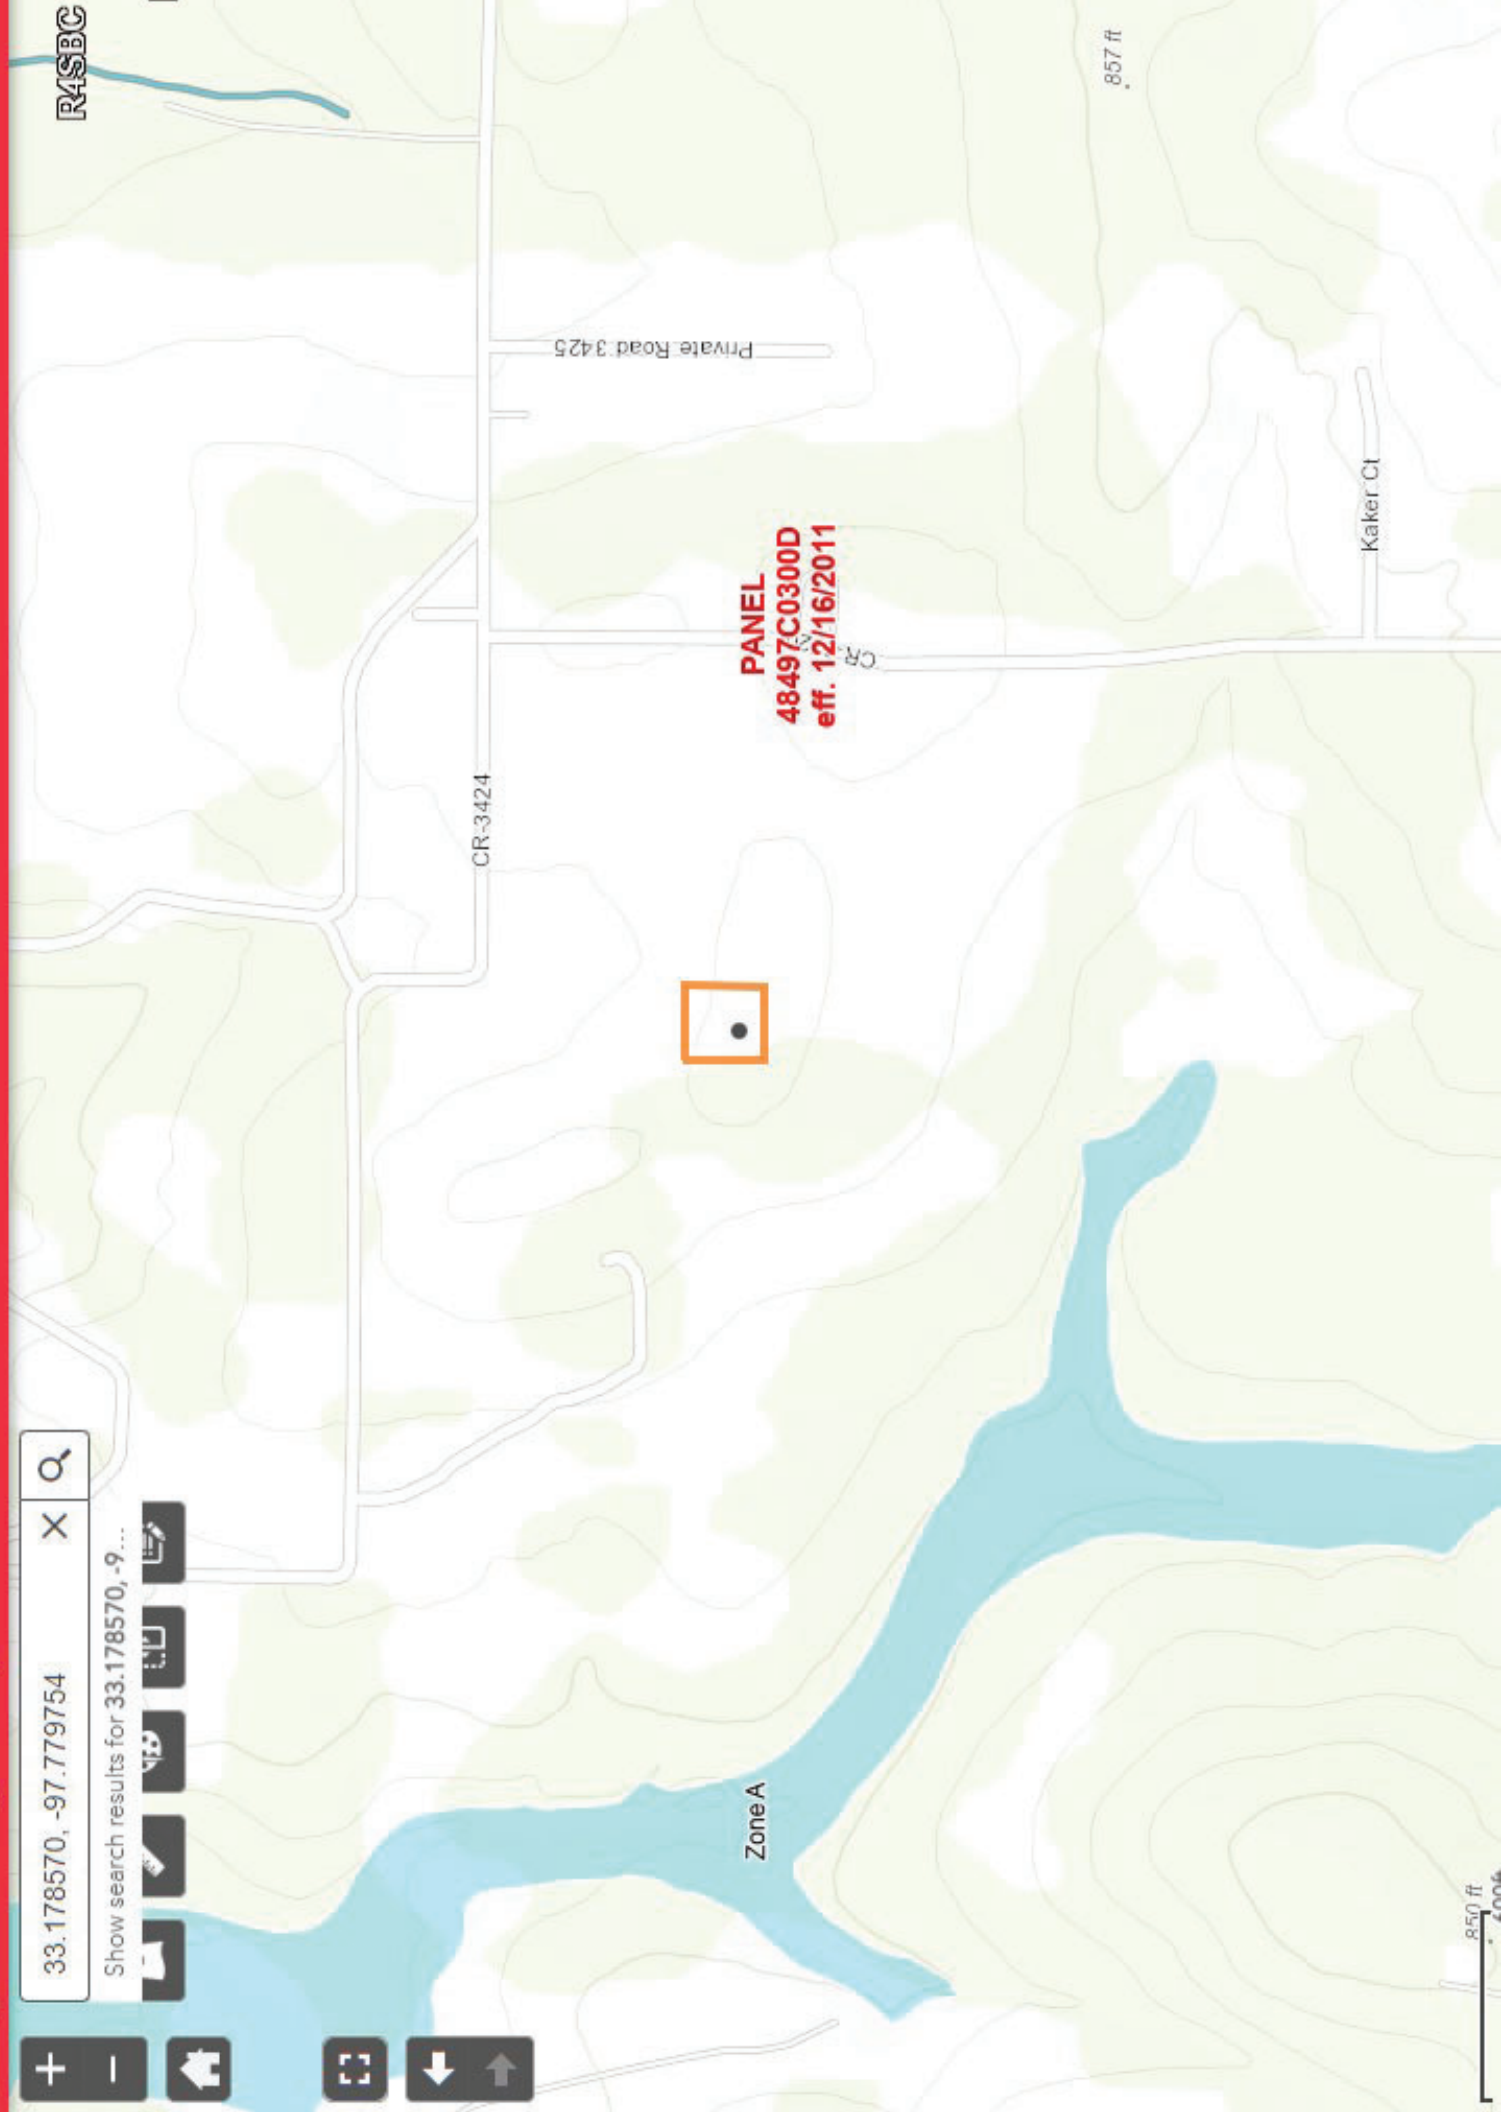 33.178570, -97.779754
Show search results for 33.178570, -9...
R4SBC
CR-3424
Private Road 3425
PANEL
48497C0300D
eff. 12/16/2011
CR
857 ft
Kaker Ct
Zone A
850 ft
600ft